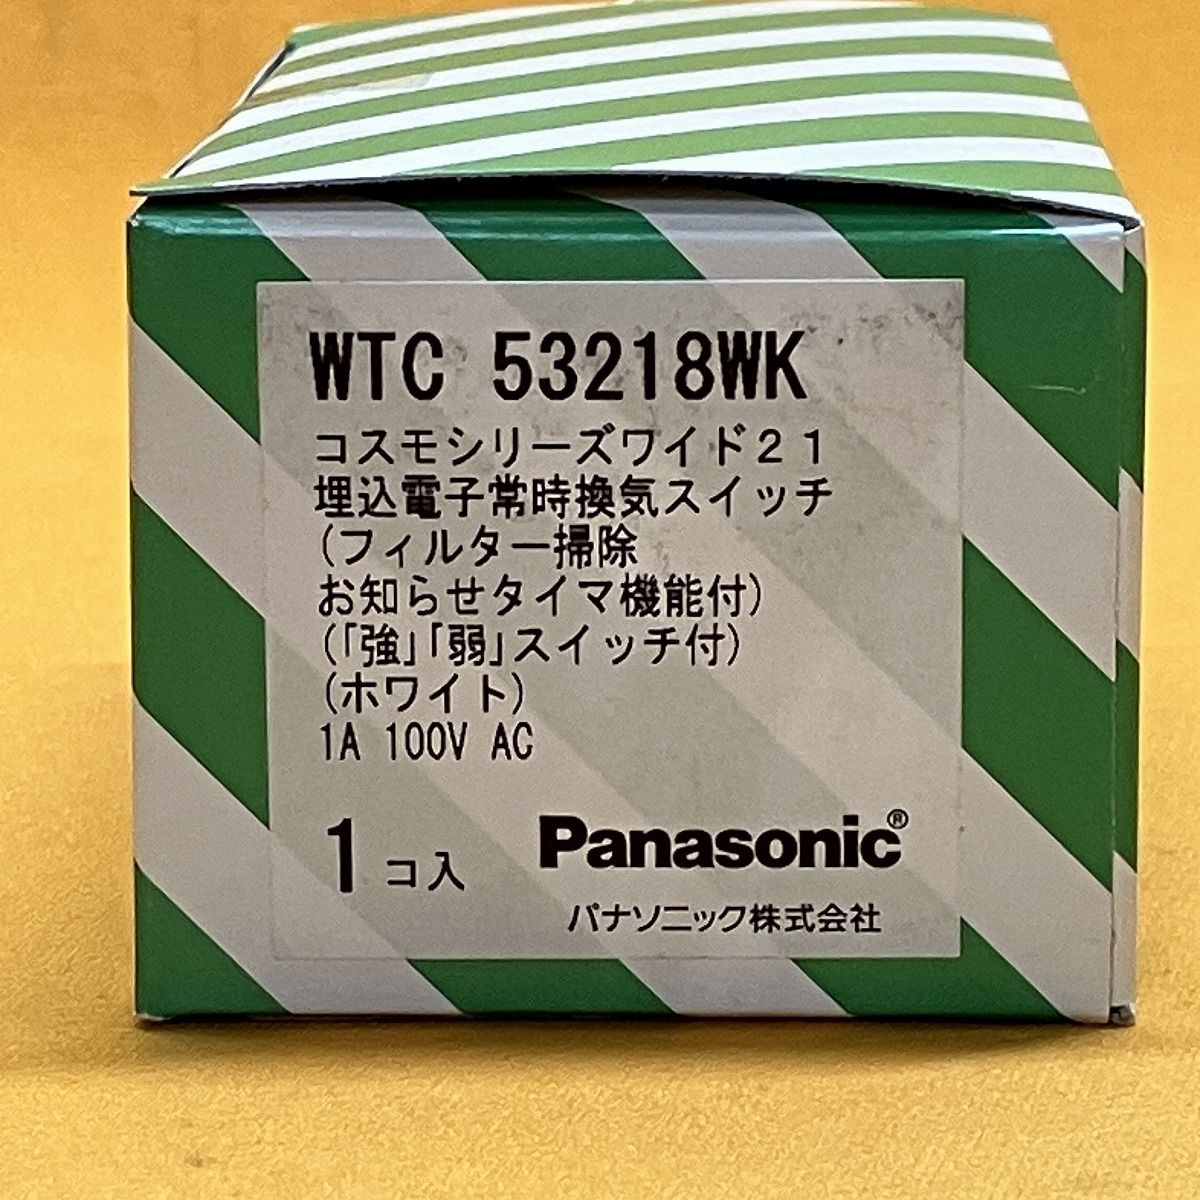 WTC 53218WK
コスモシリーズワイド２１
埋込電子常時換気スイッチ
(フィルター掃除
お知らせタイマ機能付)
(「強」「弱」スイッチ付)
(ホワイト)
1A 100V AC
1 コ入
Panasonic®
パナソニック株式会社